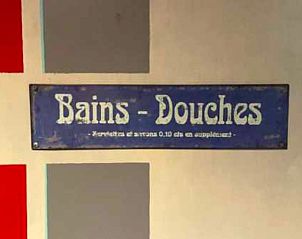 Bains - Douches
- Serviettes et savons 0,10 cts en supplément -